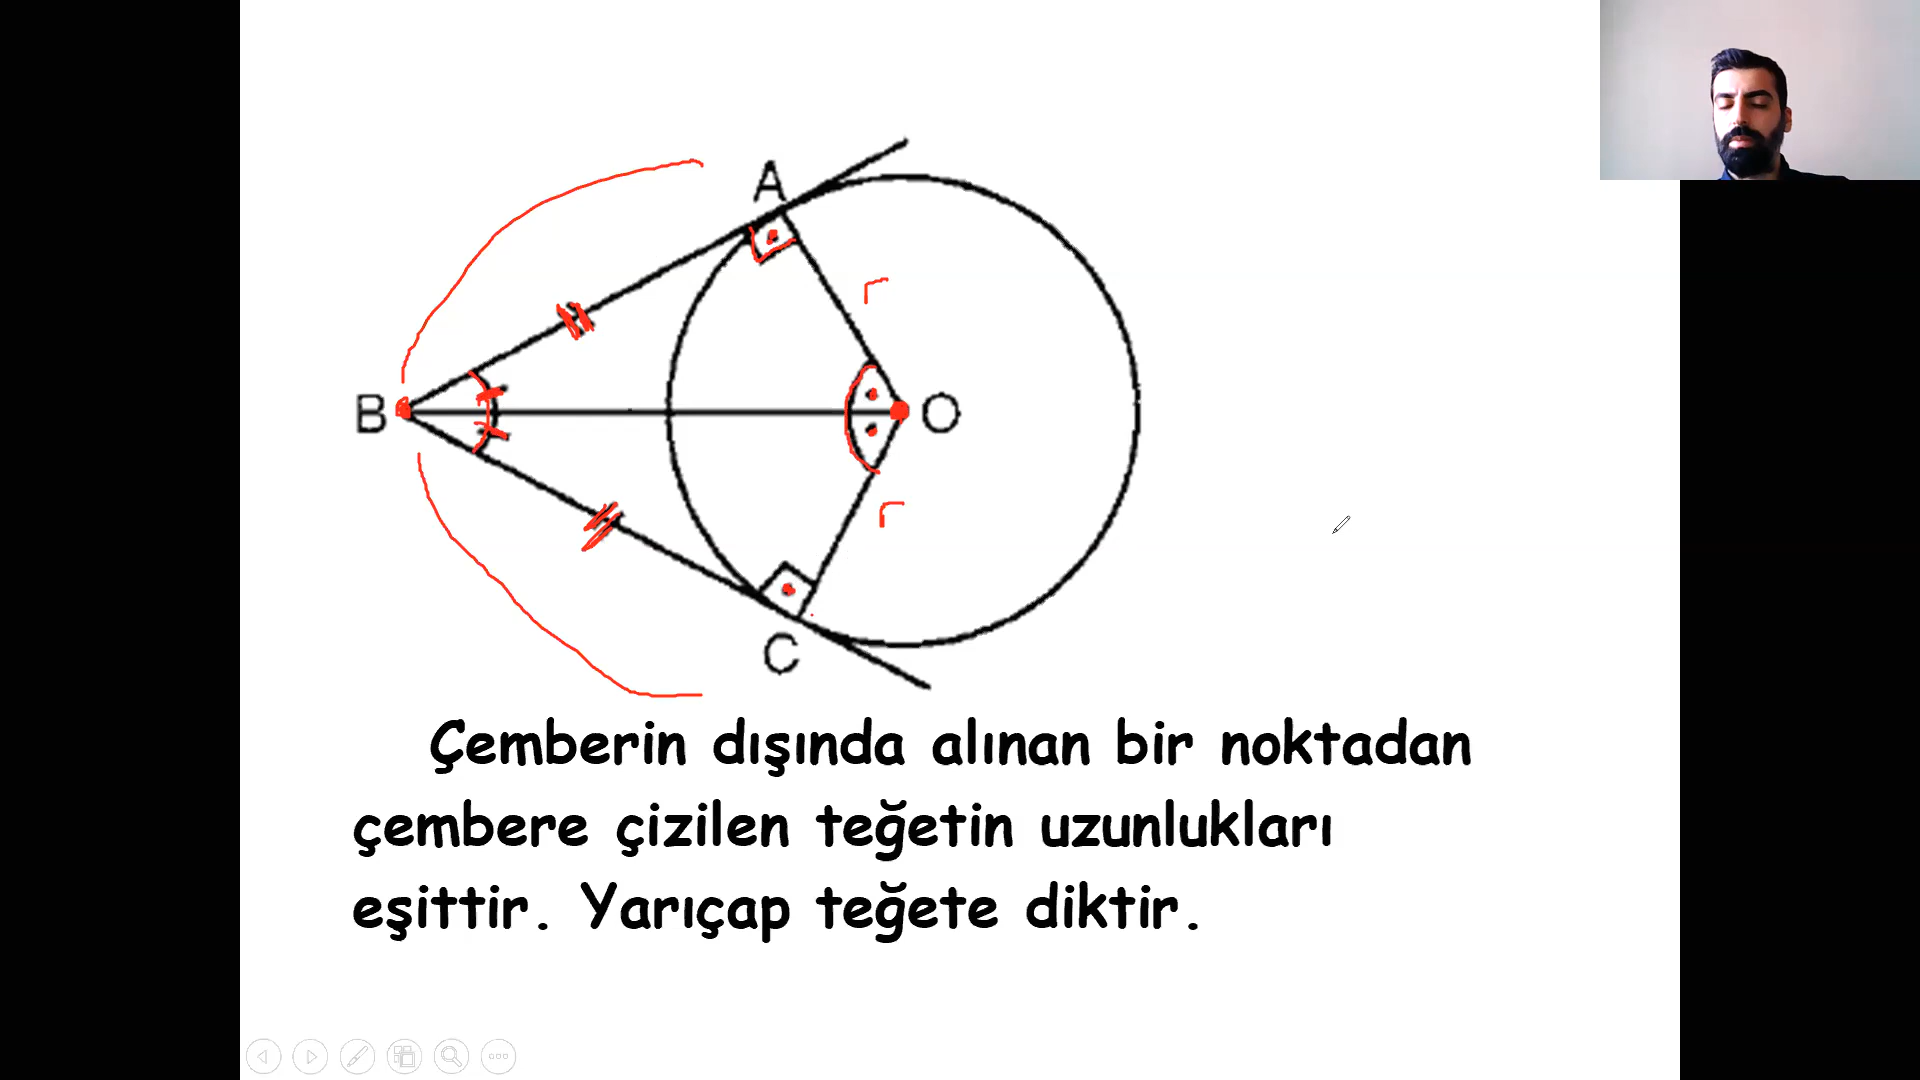 A
r
B
O
r
C
Çemberin dışında alınan bir noktadan
çembere çizilen teğetin uzunlukları
eşittir. Yarıçap teğete diktir.